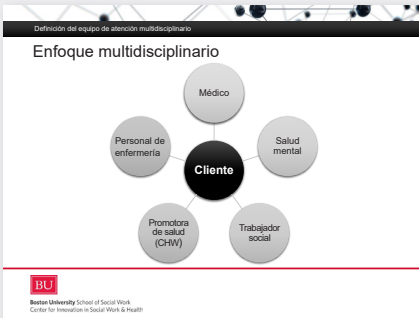 Definición del equipo de atención multidisciplinario
Enfoque multidisciplinario
Médico
Personal de
enfermería
Salud
mental
Cliente
Promotora
de salud
(CHW)
Trabajador
social
BU
Boston University School of Social Work
Center for Innovation in Social Work & Health